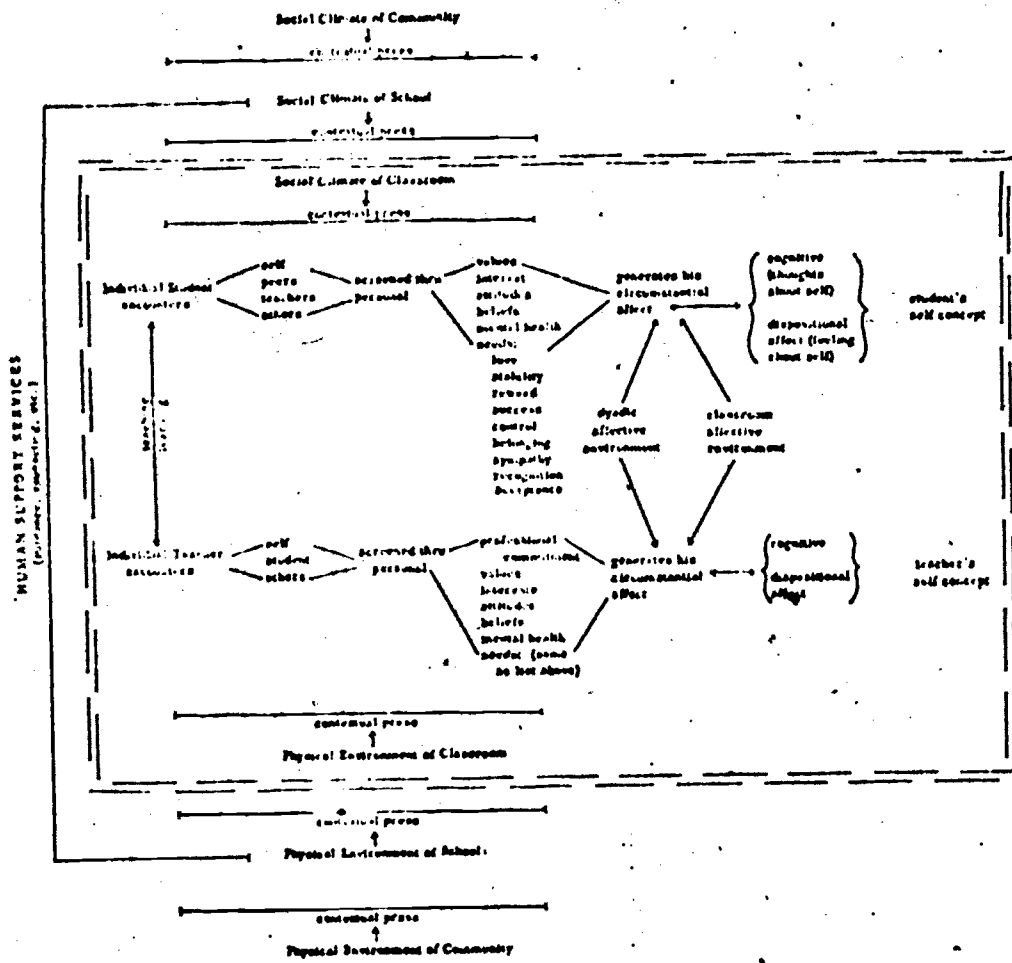 Social Climate of Community
contextual press
Social Climate of School
contextual press
Social Climate of Classroom
contextual press
Individual Student
encounters
self
peers
teachers
others
screened thru
personal
values
interest
attitudes
beliefs
mental health
needs:
love
stability
reward
success
control
belonging
sympathy
recognition
acceptance
generates his
circumstantial
affect
cognitive
(thoughts
about self)
dispositional
affect (feeling
about self)
student's
self concept
HUMAN SUPPORT SERVICES
etc.)
teaching
learning
dyadic
affective
environment
classroom
affective
environment
Individual Teacher
encounters
self
student
others
screened thru
personal
professional
commitment
values
interests
attitudes
beliefs
mental health
needs: (same
as list above)
generates his
circumstantial
affect
cognitive
dispositional
affect
teacher's
self concept
contextual press
Physical Environment of Classroom
contextual press
Physical Environment of Schools
contextual press
Physical Environment of Community